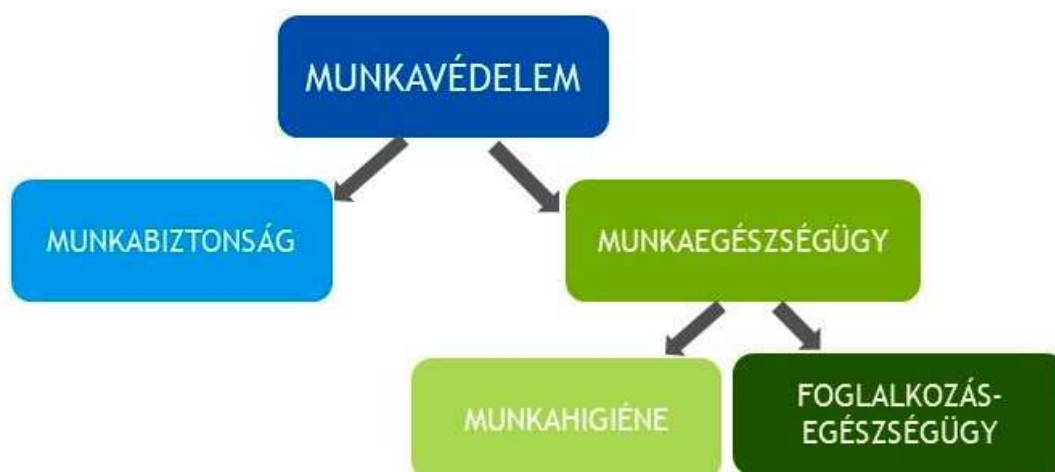 MUNKAVÉDELEM
MUNKABIZTONSÁG
MUNKAEGÉSZSÉGÜGY
MUNKAHIGIÉNE
FOGLALKOZÁS-
EGÉSZSÉGÜGY